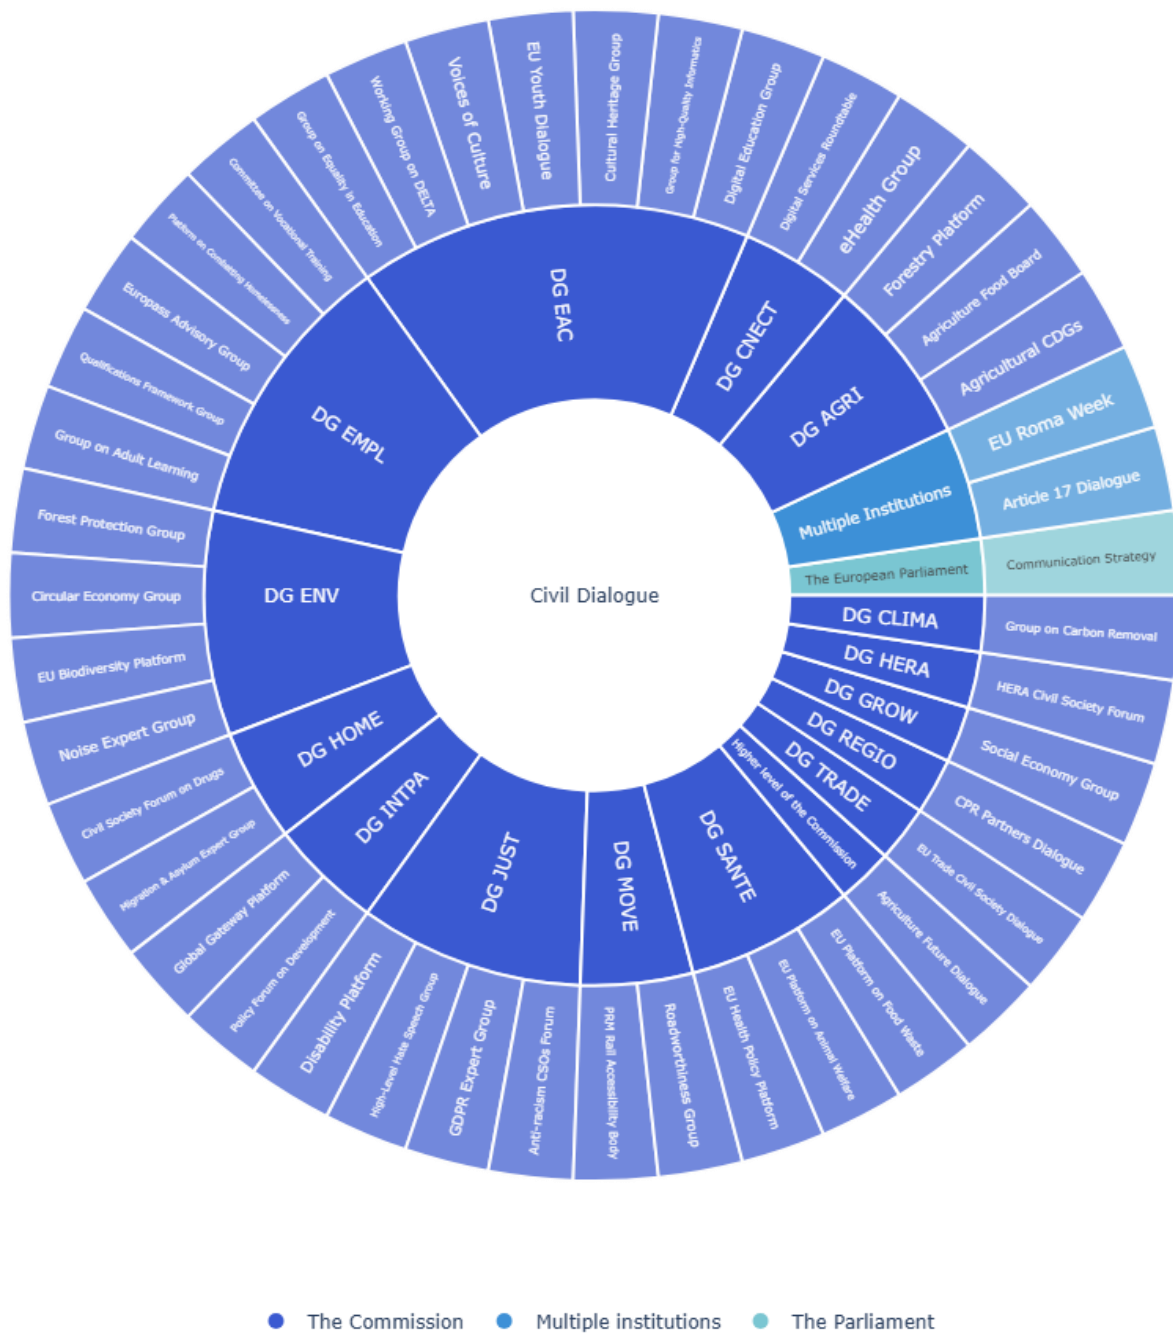 Civil Dialogue
DG EAC
DG CNECT
DG AGRI
Multiple Institutions
The European Parliament
DG CLIMA
DG HERA
DG GROW
DG REGIO
DG TRADE
Higher level of the Commission
DG SANTE
DG MOVE
DG JUST
DG INTPA
DG HOME
DG ENV
DG EMPL
Working Group on DELTA
Voices of Culture
EU Youth Dialogue
Cultural Heritage Group
Group for High-Quality Informatics
Digital Education Group
Digital Services Roundtable
eHealth Group
Forestry Platform
Agriculture Food Board
Agricultural CDGs
EU Roma Week
Article 17 Dialogue
Communication Strategy
Group on Carbon Removal
HERA Civil Society Forum
Social Economy Group
CPR Partners Dialogue
EU Trade Civil Society Dialogue
Agriculture Future Dialogue
EU Platform on Food Waste
EU Platform on Animal Welfare
EU Health Policy Platform
Roadworthiness Group
PRM Rail Accessibility Body
Anti-racism CSOs Forum
GDPR Expert Group
High-Level Hate Speech Group
Disability Platform
Policy Forum on Development
Global Gateway Platform
Migration & Asylum Expert Group
Civil Society Forum on Drugs
Noise Expert Group
EU Biodiversity Platform
Circular Economy Group
Forest Protection Group
Group on Adult Learning
Qualifications Framework Group
Europass Advisory Group
Platform on Combatting Homelessness
Committee on Vocational Training
Group on Equality in Education
The Commission
Multiple institutions
The Parliament